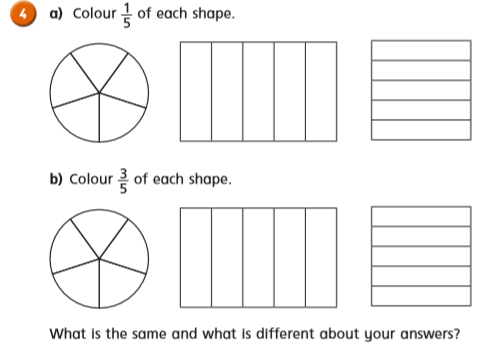 4 a) Colour 1/5 of each shape.
b) Colour 3/5 of each shape.
What is the same and what is different about your answers?